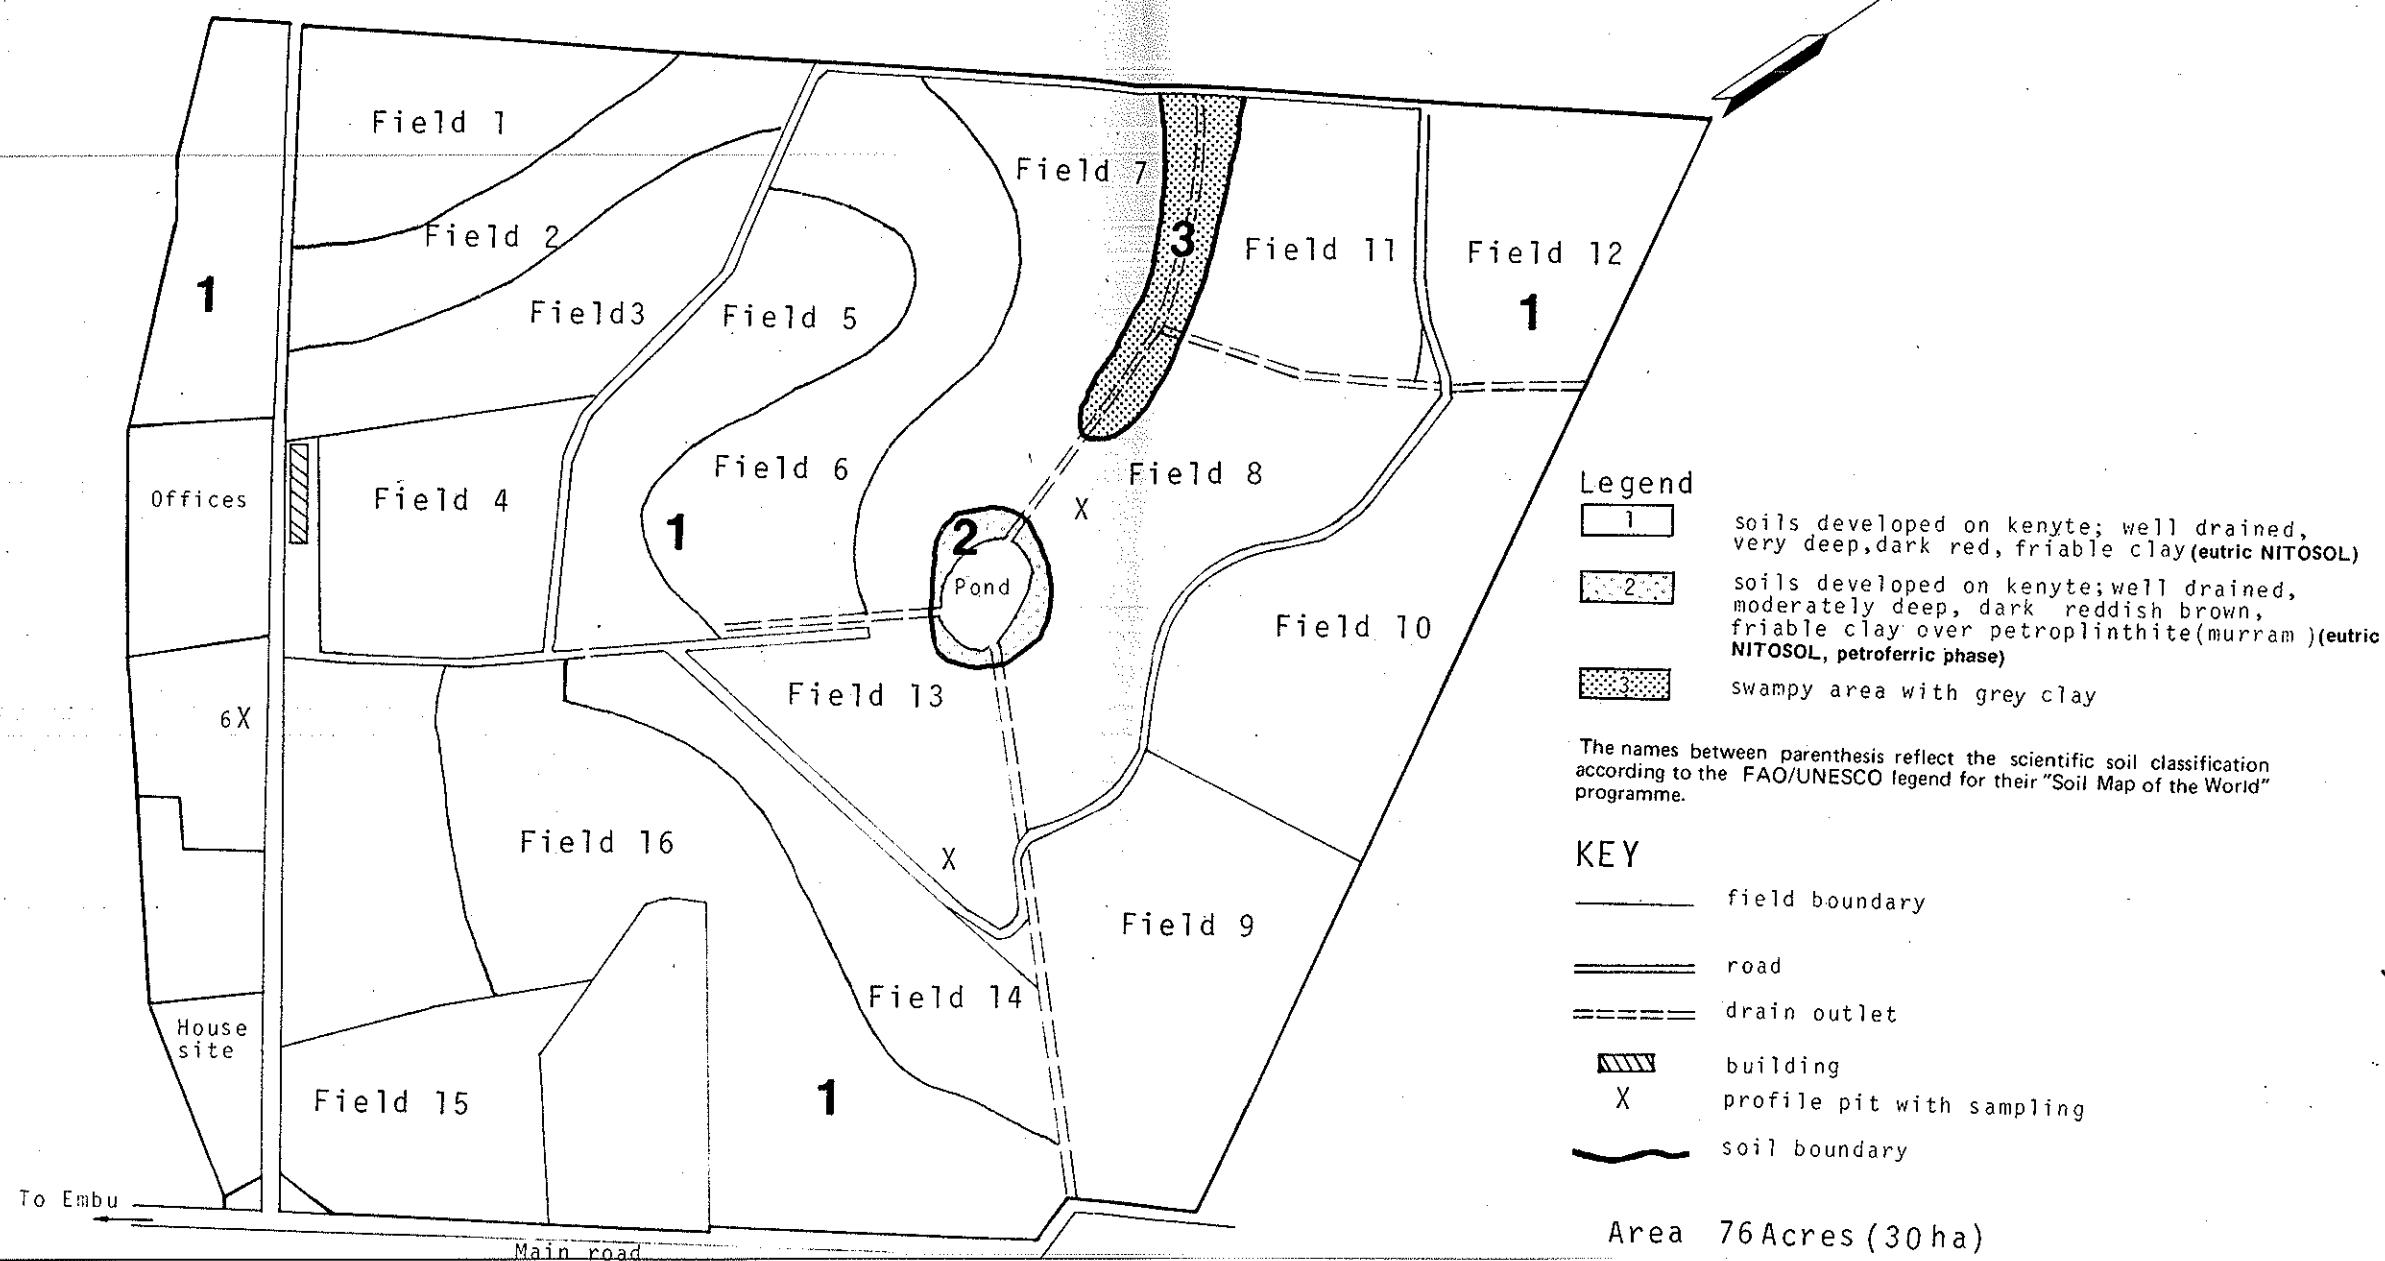 Field 1
Field 2
Field3
Field 4
Field 5
Field 6
Field 7
3
Field 11
Field 12
1
1
Offices
1
2
Pond
X
Field 8
Field 10
6X
Field 13
Field 16
X
Field 9
Field 14
House
site
Field 15
1
To Embu
Main road
Legend
1
soils developed on kenyte; well drained,
very deep,dark red, friable clay(eutric NITOSOL)
2
soils developed on kenyte;well drained,
moderately deep, dark reddish brown,
friable clay over petroplinthite(murram )(eutric
NITOSOL, petroferric phase)
3
swampy area with grey clay
The names between parenthesis reflect the scientific soil classification
according to the FAO/UNESCO legend for their "Soil Map of the World"
programme.
KEY
field boundary
road
drain outlet
building
X
profile pit with sampling
soil boundary
Area 76Acres(30ha)